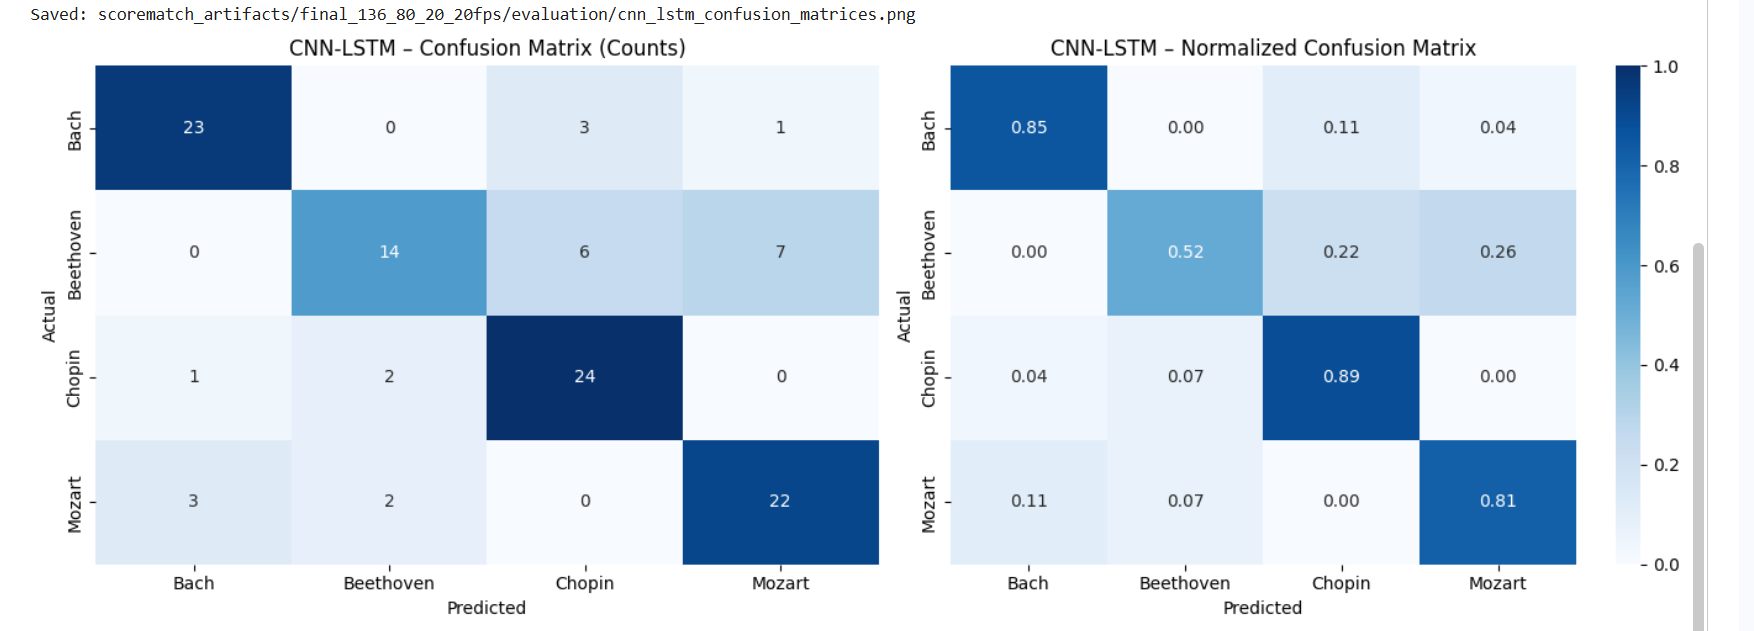 Saved: scorematch_artifacts/final_136_80_20_20fps/evaluation/cnn_lstm_confusion_matrices.png
CNN-LSTM – Confusion Matrix (Counts)
Actual
Bach
23 0 3 1
Beethoven
0 14 6 7
Chopin
1 2 24 0
Mozart
3 2 0 22
Bach Beethoven Chopin Mozart
Predicted
CNN-LSTM – Normalized Confusion Matrix
Actual
Bach
0.85 0.00 0.11 0.04
Beethoven
0.00 0.52 0.22 0.26
Chopin
0.04 0.07 0.89 0.00
Mozart
0.11 0.07 0.00 0.81
Bach Beethoven Chopin Mozart
Predicted
1.0
0.8
0.6
0.4
0.2
0.0